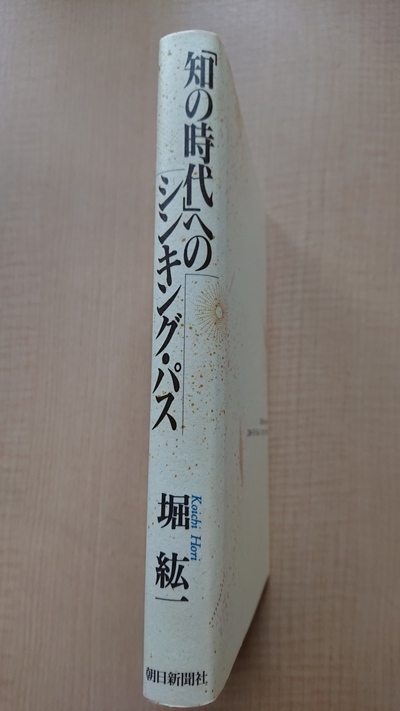 「知の時代」への
シンキング・パス
堀 紘一
Koichi Hori
朝日新聞社